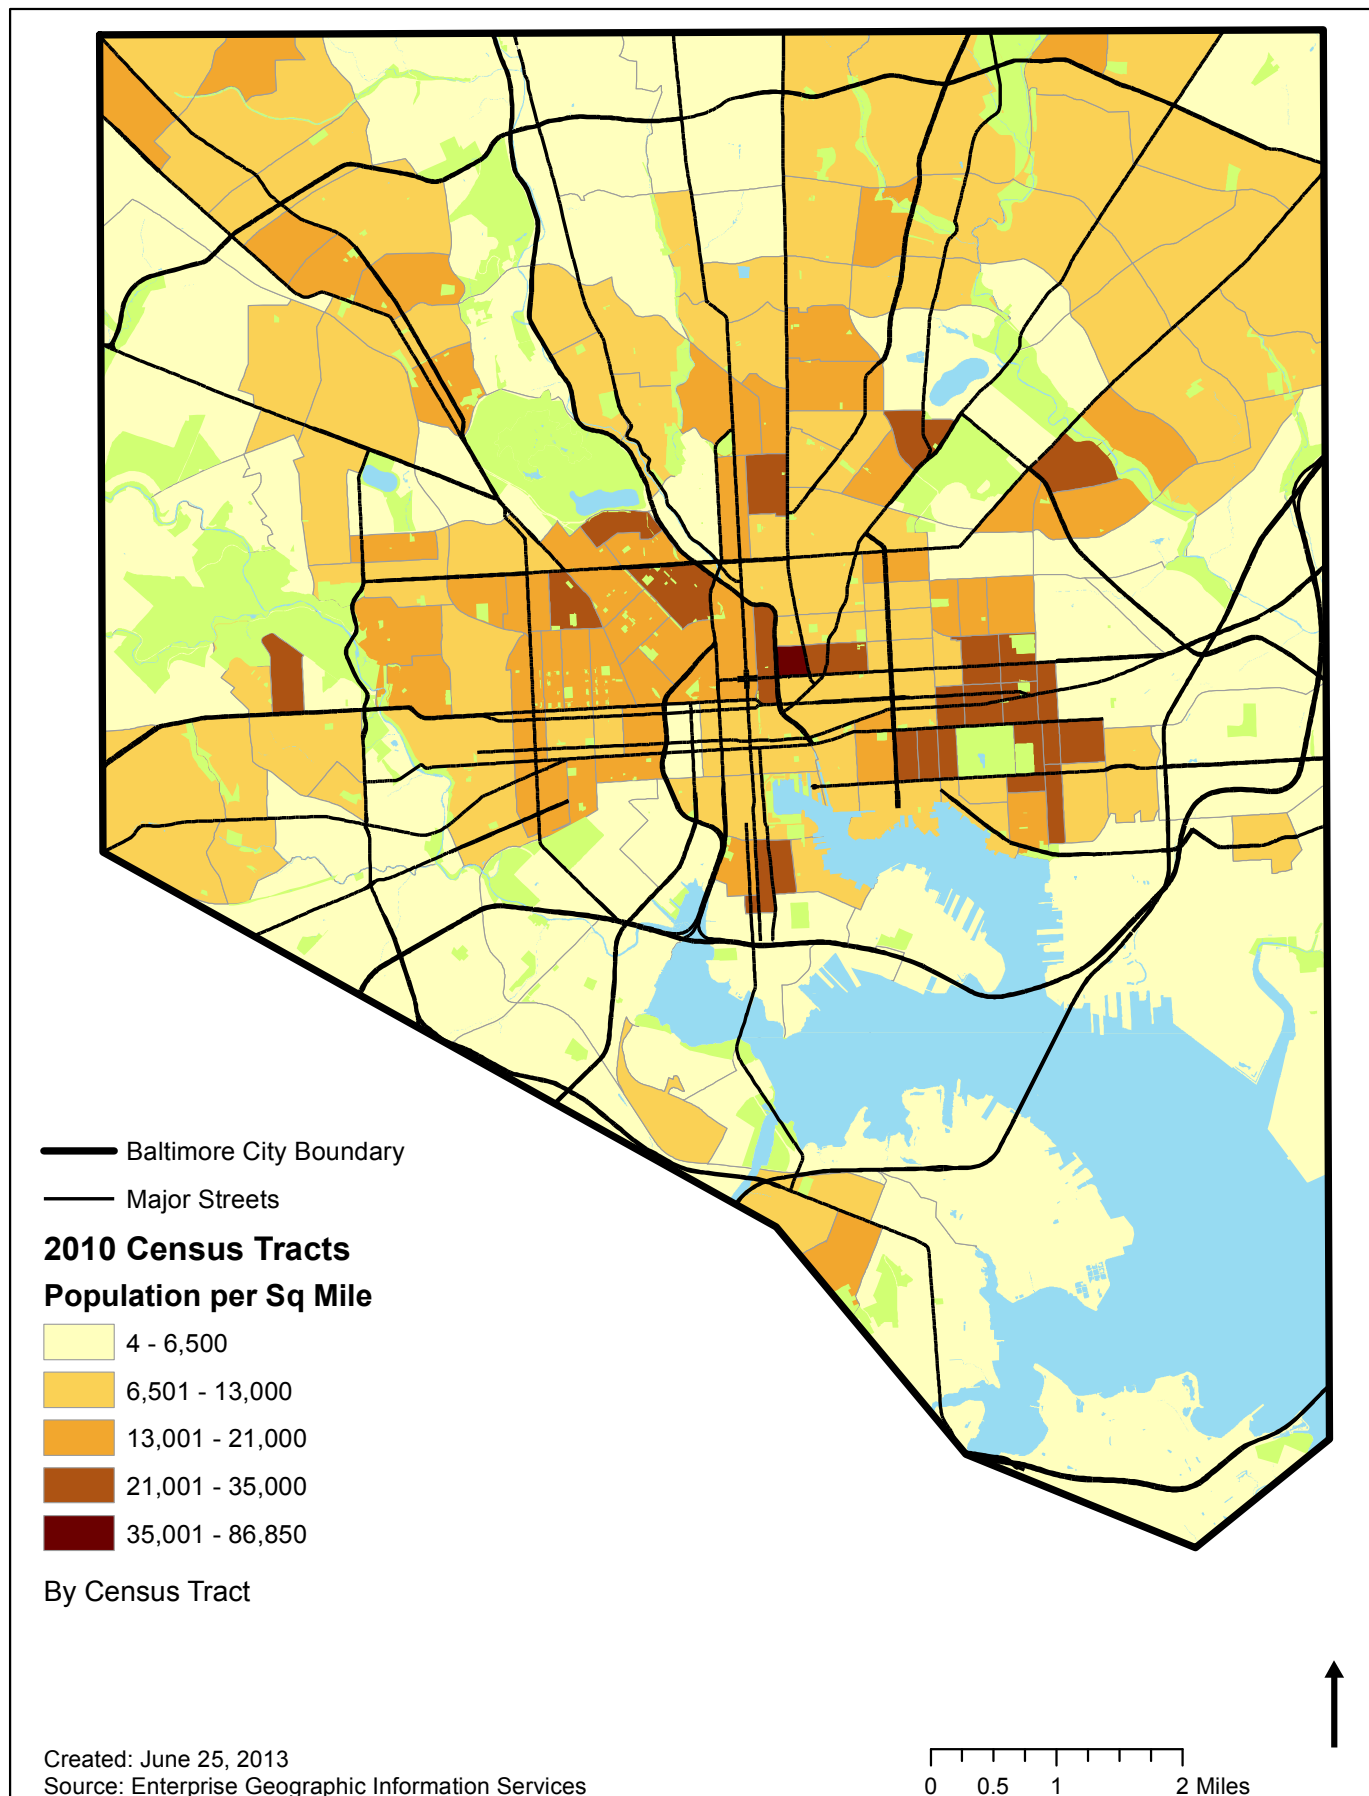 Baltimore City Boundary
Major Streets
2010 Census Tracts
Population per Sq Mile
4 - 6,500
6,501 - 13,000
13,001 - 21,000
21,001 - 35,000
35,001 - 86,850
By Census Tract
Created: June 25, 2013
Source: Enterprise Geographic Information Services
0 0.5 1 2 Miles